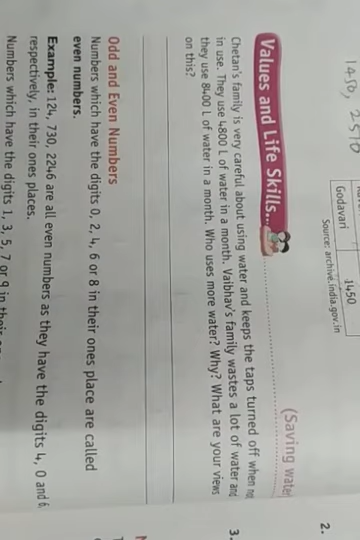 1450, 2510
Godavari 1450
Source: archive.india.gov.in
2.
(Saving water
Values and Life Skills...
Chetan's family is very careful about using water and keeps the taps turned off when not
in use. They use 4800 L of water in a month. Vaibhav's family wastes a lot of water and
they use 8400 L of water in a month. Who uses more water? Why? What are your views
on this?
3.
Odd and Even Numbers
Numbers which have the digits 0, 2, 4, 6 or 8 in their ones place are called
even numbers.
Example: 124, 730, 2246 are all even numbers as they have the digits 4, 0 and 6
respectively, in their ones places.
Numbers which have the digits 1, 3, 5, 7 or 9 in their